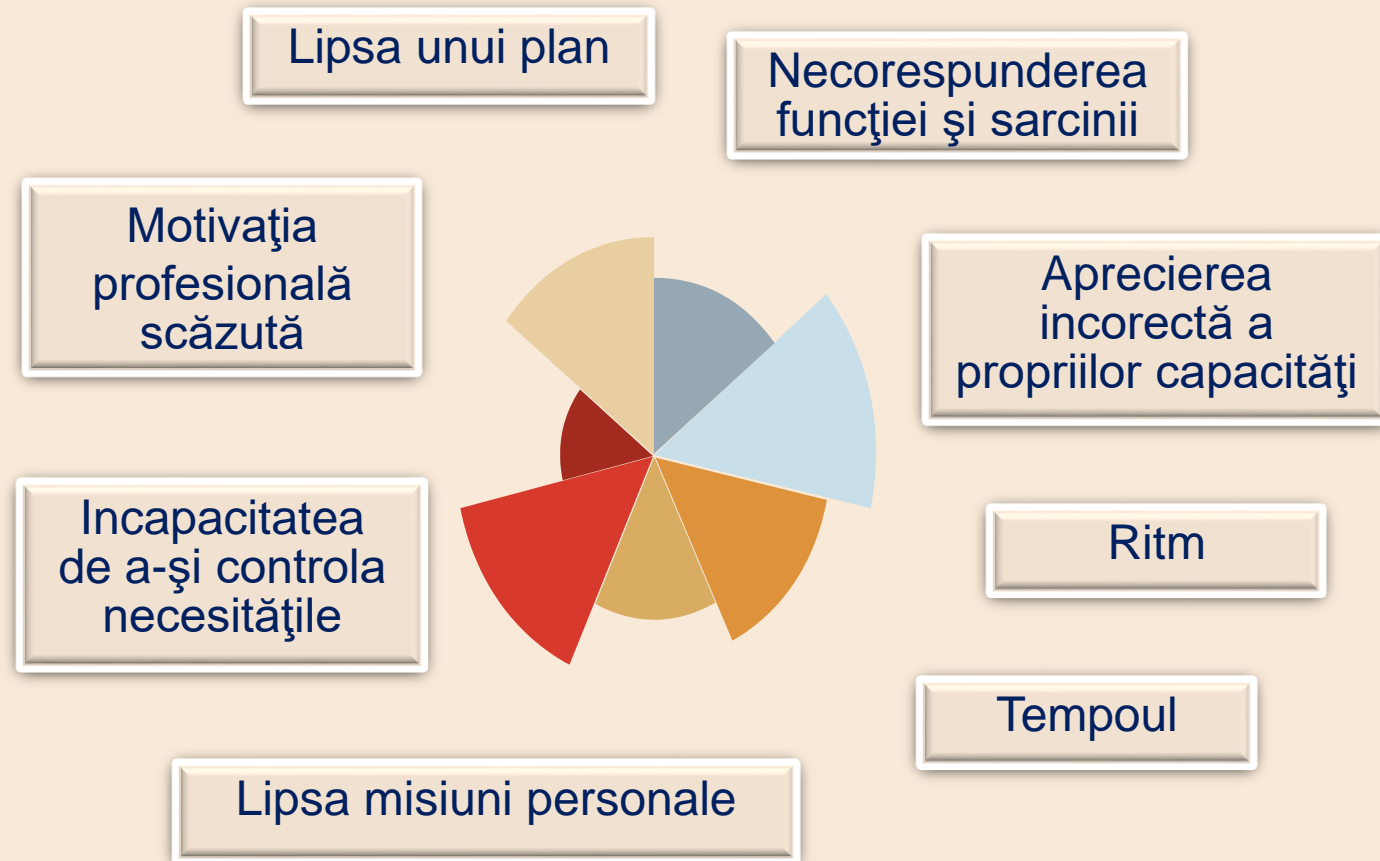 Lipsa unui plan
Necorespunderea
funcţiei şi sarcinii
Motivaţia
profesională
scăzută
Aprecierea
incorectă a
propriilor capacităţi
Incapacitatea
de a-şi controla
necesităţile
Ritm
Tempoul
Lipsa misiuni personale